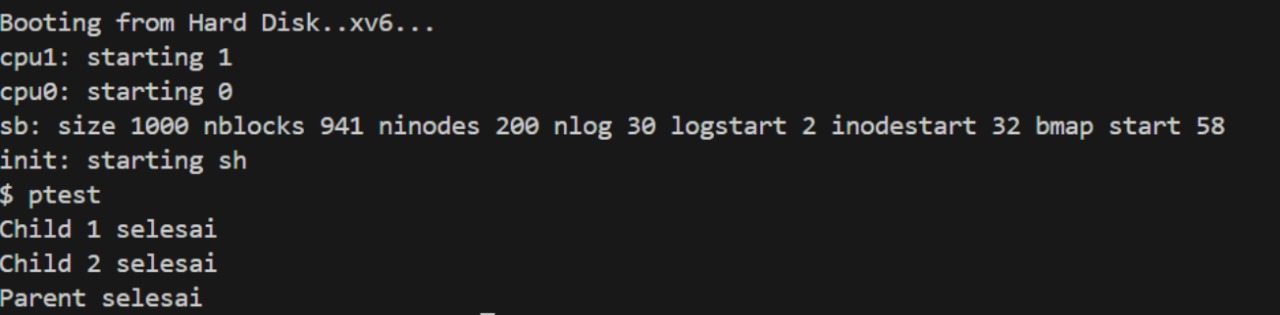 Booting from Hard Disk..xv6...
cpu1: starting 1
cpu0: starting 0
sb: size 1000 nblocks 941 ninodes 200 nlog 30 logstart 2 inodestart 32 bmap start 58
init: starting sh
$ ptest
Child 1 selesai
Child 2 selesai
Parent selesai